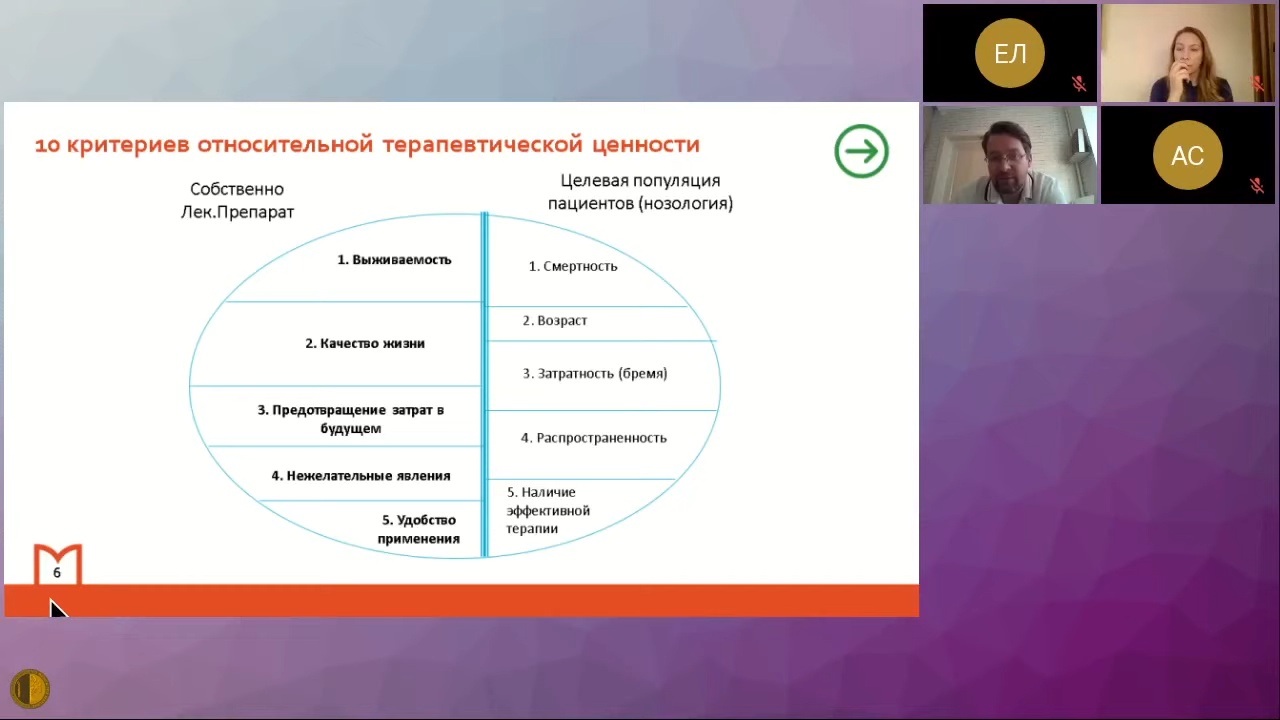 10 критериев относительной терапевтической ценности
Собственно
Лек.Препарат
1. Выживаемость
2. Качество жизни
3. Предотвращение затрат в
будущем
4. Нежелательные явления
5. Удобство
применения
Целевая популяция
пациентов (нозология)
1. Смертность
2. Возраст
3. Затратность (бремя)
4. Распространенность
5. Наличие
эффективной
терапии
6
ЕЛ
АС